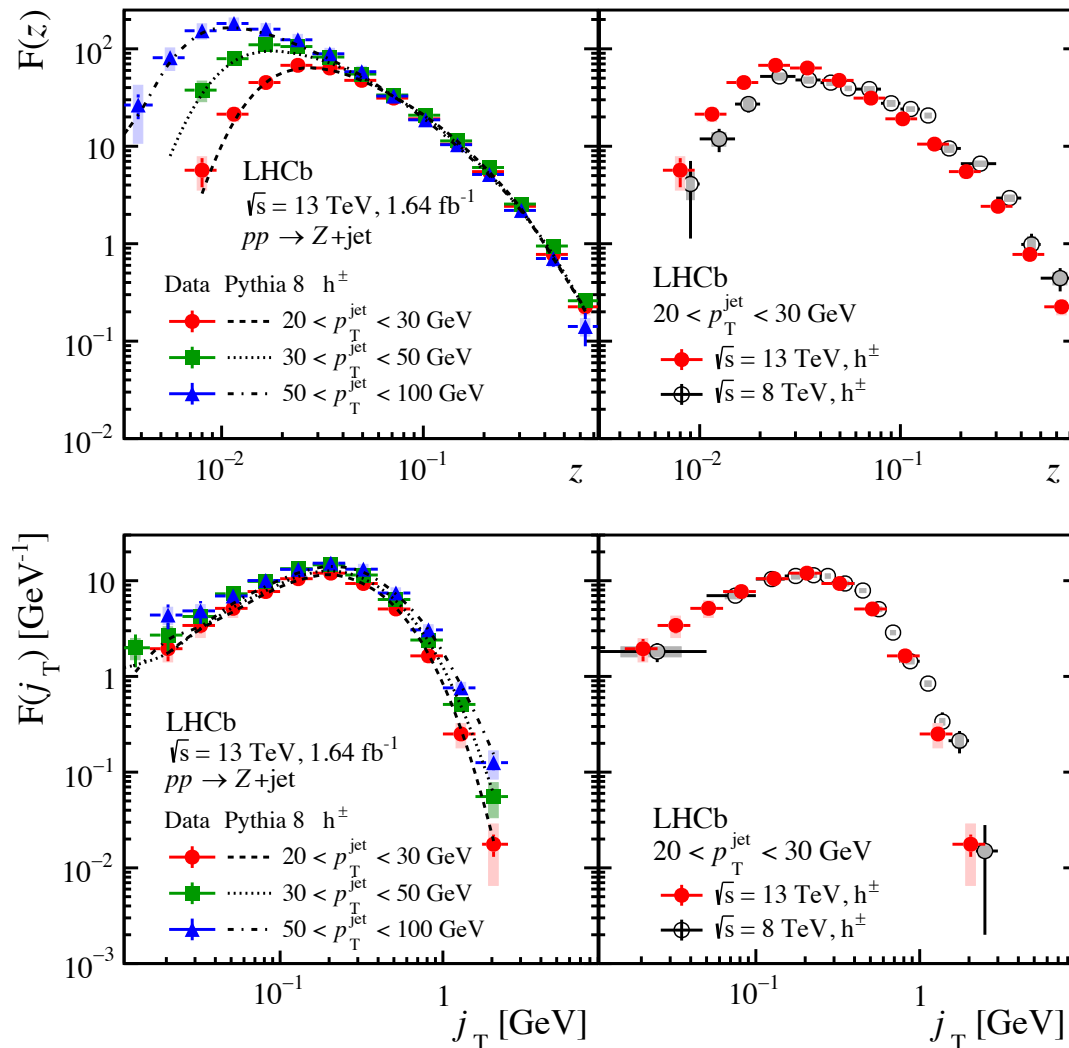 F(z)
10²
10
1
10⁻¹
10⁻²
LHCb
√s = 13 TeV, 1.64 fb⁻¹
pp → Z+jet
Data Pythia 8 h±
20 < p_T^jet < 30 GeV
30 < p_T^jet < 50 GeV
50 < p_T^jet < 100 GeV
10⁻² 10⁻¹ z
LHCb
20 < p_T^jet < 30 GeV
√s = 13 TeV, h±
√s = 8 TeV, h±
10⁻² 10⁻¹ z
F(j_T) [GeV⁻¹]
10
1
10⁻¹
10⁻²
10⁻³
LHCb
√s = 13 TeV, 1.64 fb⁻¹
pp → Z+jet
Data Pythia 8 h±
20 < p_T^jet < 30 GeV
30 < p_T^jet < 50 GeV
50 < p_T^jet < 100 GeV
10⁻¹ 1
j_T [GeV]
LHCb
20 < p_T^jet < 30 GeV
√s = 13 TeV, h±
√s = 8 TeV, h±
10⁻¹ 1
j_T [GeV]